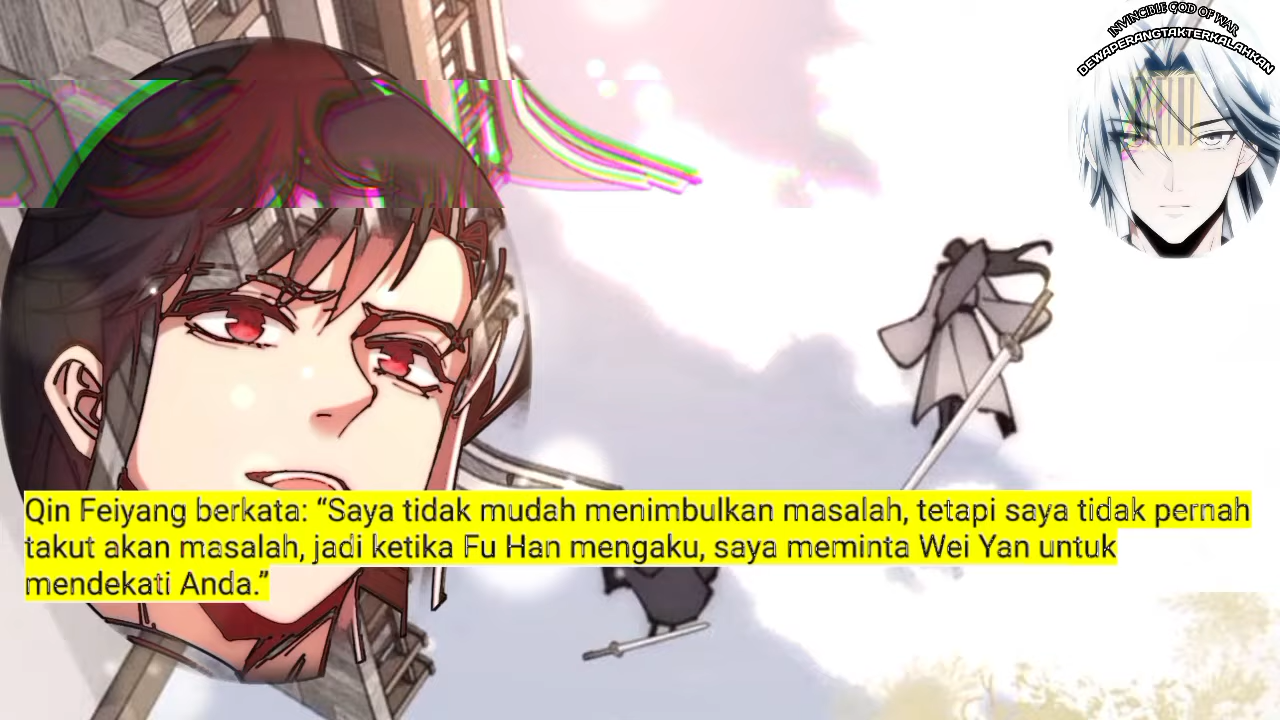 INVINCIBLE GOD OF WAR
DEWAPERANGTAKTERKALAHKAN
Qin Feiyang berkata: “Saya tidak mudah menimbulkan masalah, tetapi saya tidak pernah
takut akan masalah, jadi ketika Fu Han mengaku, saya meminta Wei Yan untuk
mendekati Anda.”